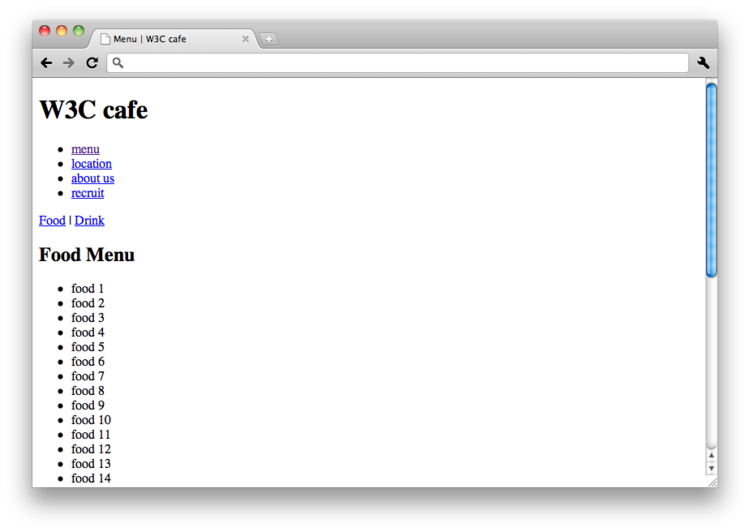 Menu | W3C cafe
W3C cafe
menu
location
about us
recruit
Food | Drink
Food Menu
food 1
food 2
food 3
food 4
food 5
food 6
food 7
food 8
food 9
food 10
food 11
food 12
food 13
food 14